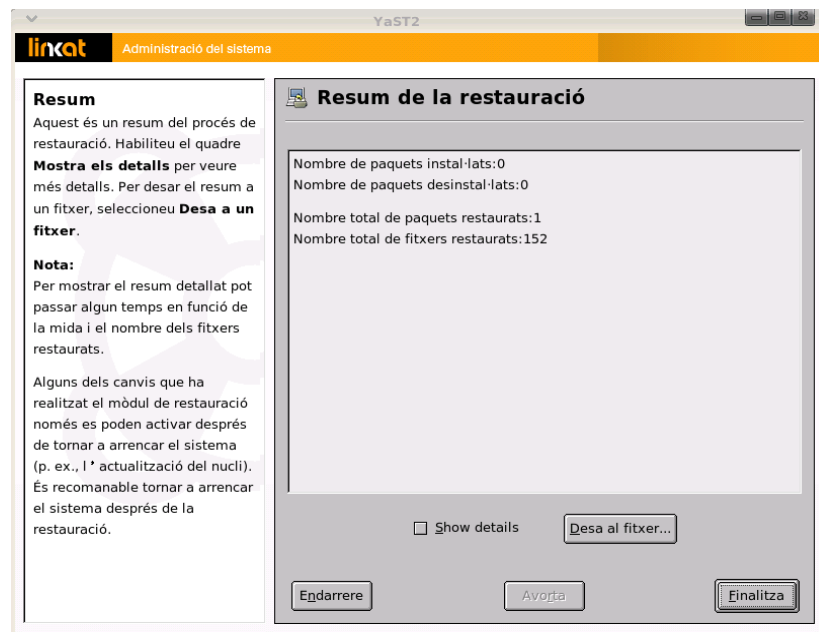 YaST2
linkat
Administració del sistema
Resum
Aquest és un resum del procés de
restauració. Habiliteu el quadre
Mostra els detalls per veure
més detalls. Per desar el resum a
un fitxer, seleccioneu Desa a un
fitxer.
Nota:
Per mostrar el resum detallat pot
passar algun temps en funció de
la mida i el nombre dels fitxers
restaurats.
Alguns dels canvis que ha
realitzat el mòdul de restauració
només es poden activar després
de tornar a arrencar el sistema
(p. ex., l ’ actualització del nucli).
És recomanable tornar a arrencar
el sistema després de la
restauració.
Resum de la restauració
Nombre de paquets instal·lats:0
Nombre de paquets desinstal·lats:0
Nombre total de paquets restaurats:1
Nombre total de fitxers restaurats:152
Show details
Desa al fitxer...
Endarrere
Avorta
Finalitza